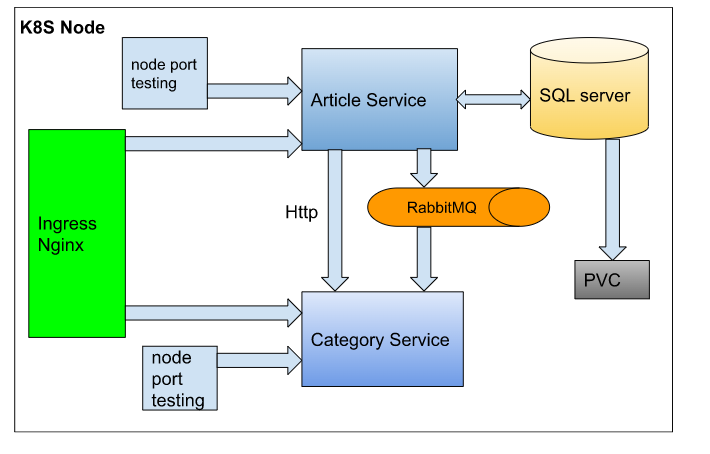 K8S Node
node port
testing
Article Service
SQL server
Ingress
Nginx
Http
RabbitMQ
PVC
Category Service
node
port
testing